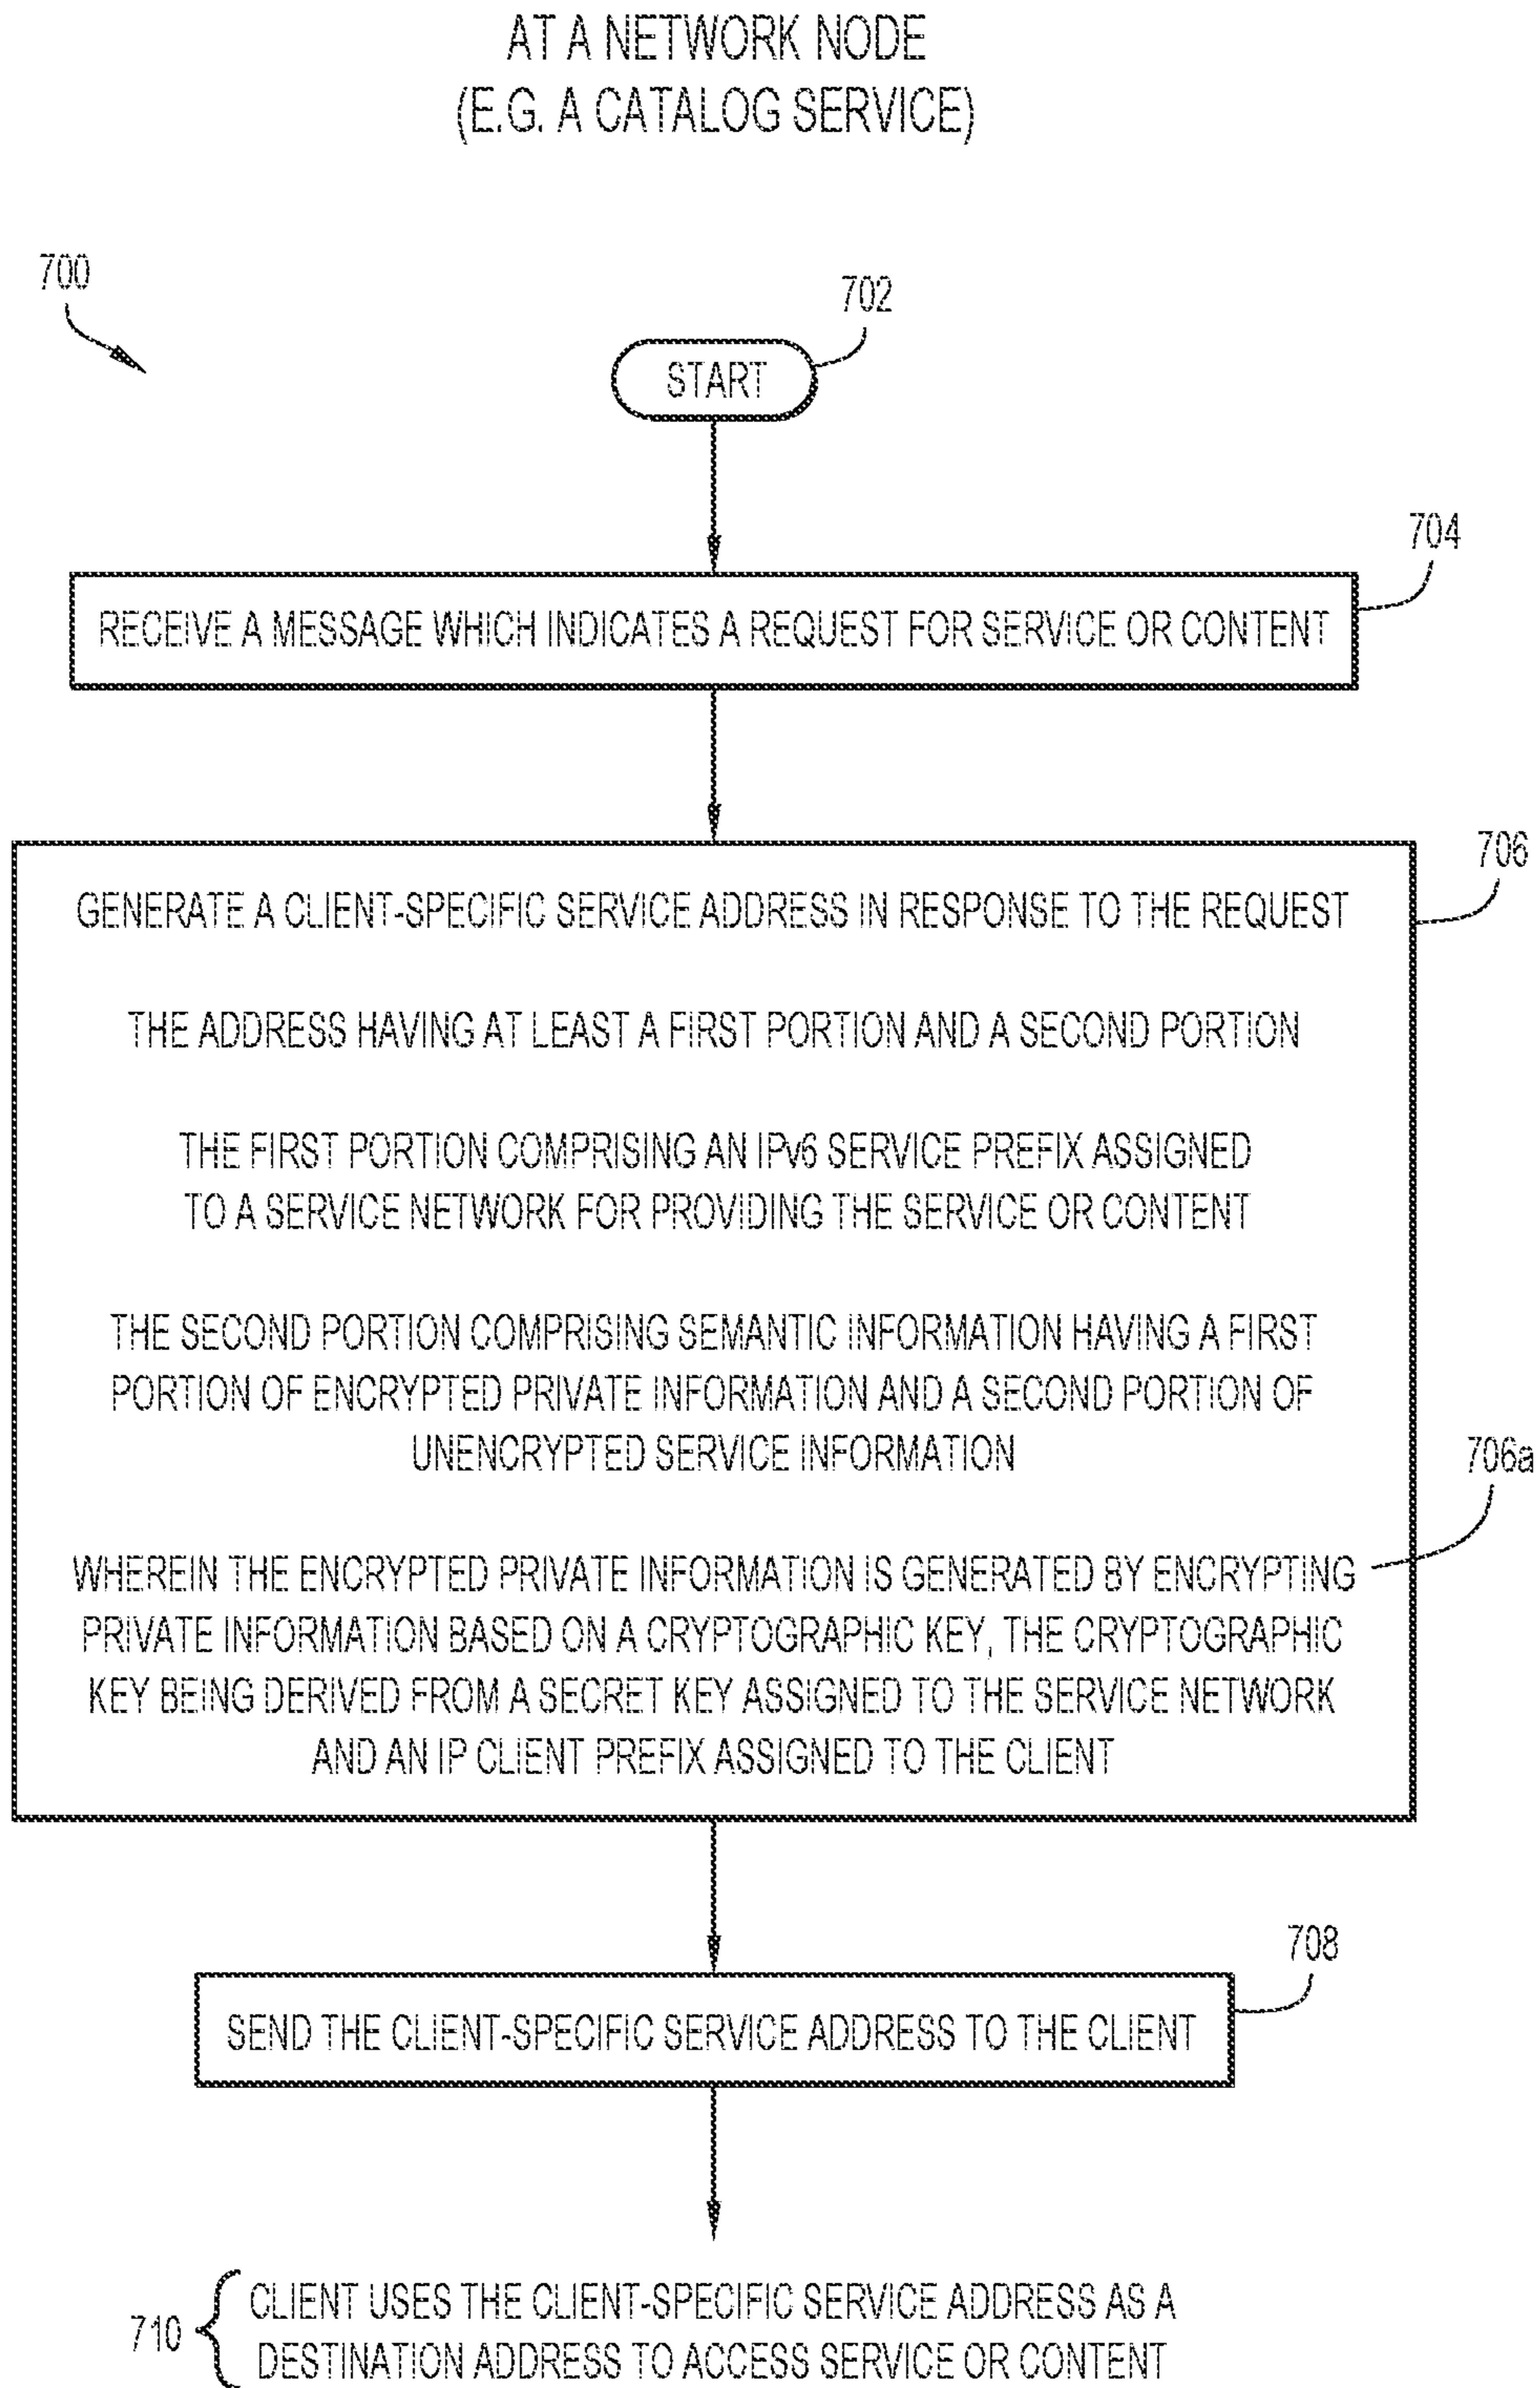 AT A NETWORK NODE
(E.G. A CATALOG SERVICE)
700
702
START
704
RECEIVE A MESSAGE WHICH INDICATES A REQUEST FOR SERVICE OR CONTENT
706
GENERATE A CLIENT-SPECIFIC SERVICE ADDRESS IN RESPONSE TO THE REQUEST
THE ADDRESS HAVING AT LEAST A FIRST PORTION AND A SECOND PORTION
THE FIRST PORTION COMPRISING AN IPv6 SERVICE PREFIX ASSIGNED
TO A SERVICE NETWORK FOR PROVIDING THE SERVICE OR CONTENT
THE SECOND PORTION COMPRISING SEMANTIC INFORMATION HAVING A FIRST
PORTION OF ENCRYPTED PRIVATE INFORMATION AND A SECOND PORTION OF
UNENCRYPTED SERVICE INFORMATION
706a
WHEREIN THE ENCRYPTED PRIVATE INFORMATION IS GENERATED BY ENCRYPTING
PRIVATE INFORMATION BASED ON A CRYPTOGRAPHIC KEY, THE CRYPTOGRAPHIC
KEY BEING DERIVED FROM A SECRET KEY ASSIGNED TO THE SERVICE NETWORK
AND AN IP CLIENT PREFIX ASSIGNED TO THE CLIENT
708
SEND THE CLIENT-SPECIFIC SERVICE ADDRESS TO THE CLIENT
710
CLIENT USES THE CLIENT-SPECIFIC SERVICE ADDRESS AS A
DESTINATION ADDRESS TO ACCESS SERVICE OR CONTENT